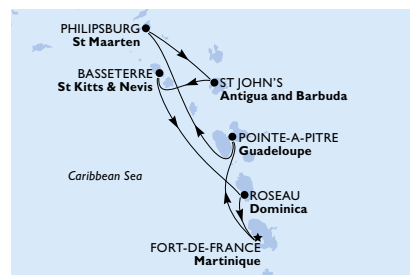 PHILIPSBURG
St Maarten
BASSETERRE
St Kitts & Nevis
ST JOHN'S
Antigua and Barbuda
POINTE-A-PITRE
Guadeloupe
Caribbean Sea
ROSEAU
Dominica
FORT-DE-FRANCE
Martinique